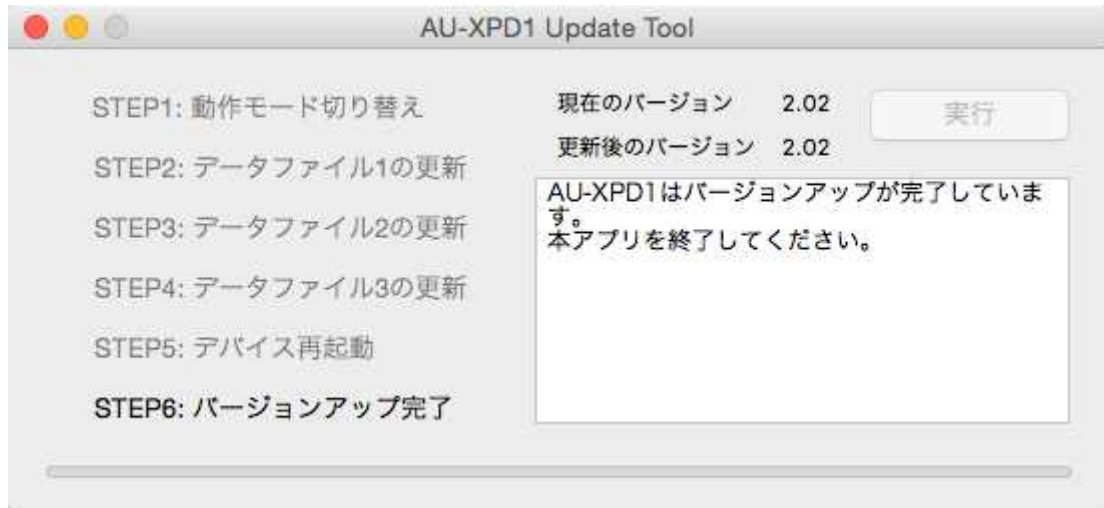 AU-XPD1 Update Tool
STEP1: 動作モード切り替え
STEP2: データファイル1の更新
STEP3: データファイル2の更新
STEP4: データファイル3の更新
STEP5: デバイス再起動
STEP6: バージョンアップ完了
現在のバージョン 2.02
更新後のバージョン 2.02
実行
AU-XPD1はバージョンアップが完了していま
す。
本アプリを終了してください。